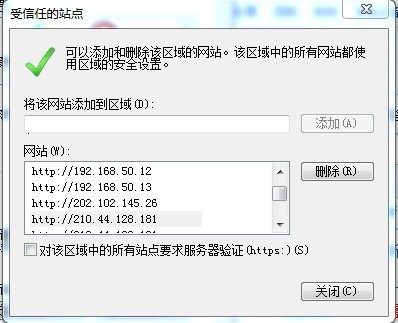 受信任的站点
可以添加和删除该区域的网站。该区域中的所有网站都使
用区域的安全设置。
将该网站添加到区域(D):
添加(A)
网站(W):
http://192.168.50.12
http://192.168.50.13
http://202.102.145.26
http://210.44.128.181
删除(R)
对该区域中的所有站点要求服务器验证(https:)(S)
关闭(C)